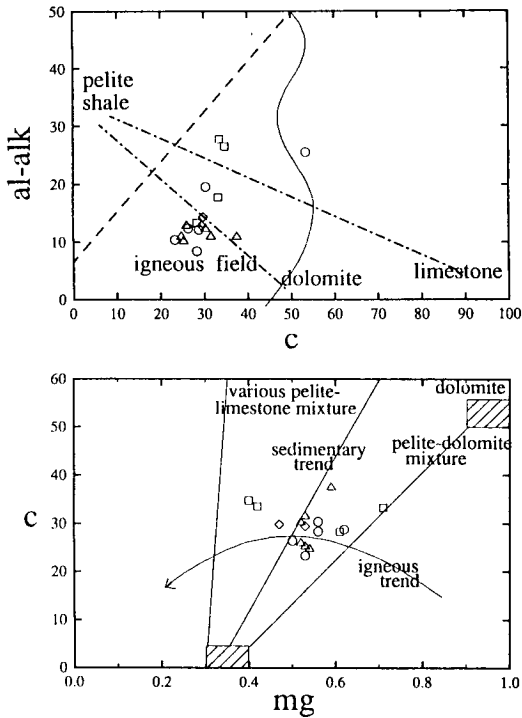 50
40
30
20
10
0
al-alk
pelite
shale
igneous field
dolomite
limestone
0 10 20 30 40 50 60 70 80 90 100
c
60
50
40
30
20
10
0
c
various pelite-
limestone mixture
dolomite
pelite-dolomite
mixture
sedimentary
trend
igneous
trend
0.0 0.2 0.4 0.6 0.8 1.0
mg